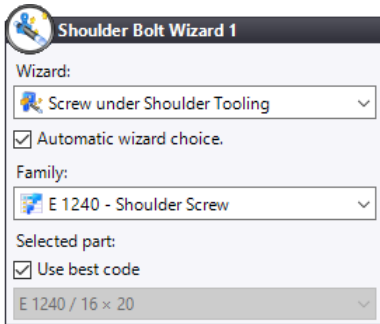 Shoulder Bolt Wizard 1
Wizard:
Screw under Shoulder Tooling
Automatic wizard choice.
Family:
E 1240 - Shoulder Screw
Selected part:
Use best code
E 1240 / 16 × 20